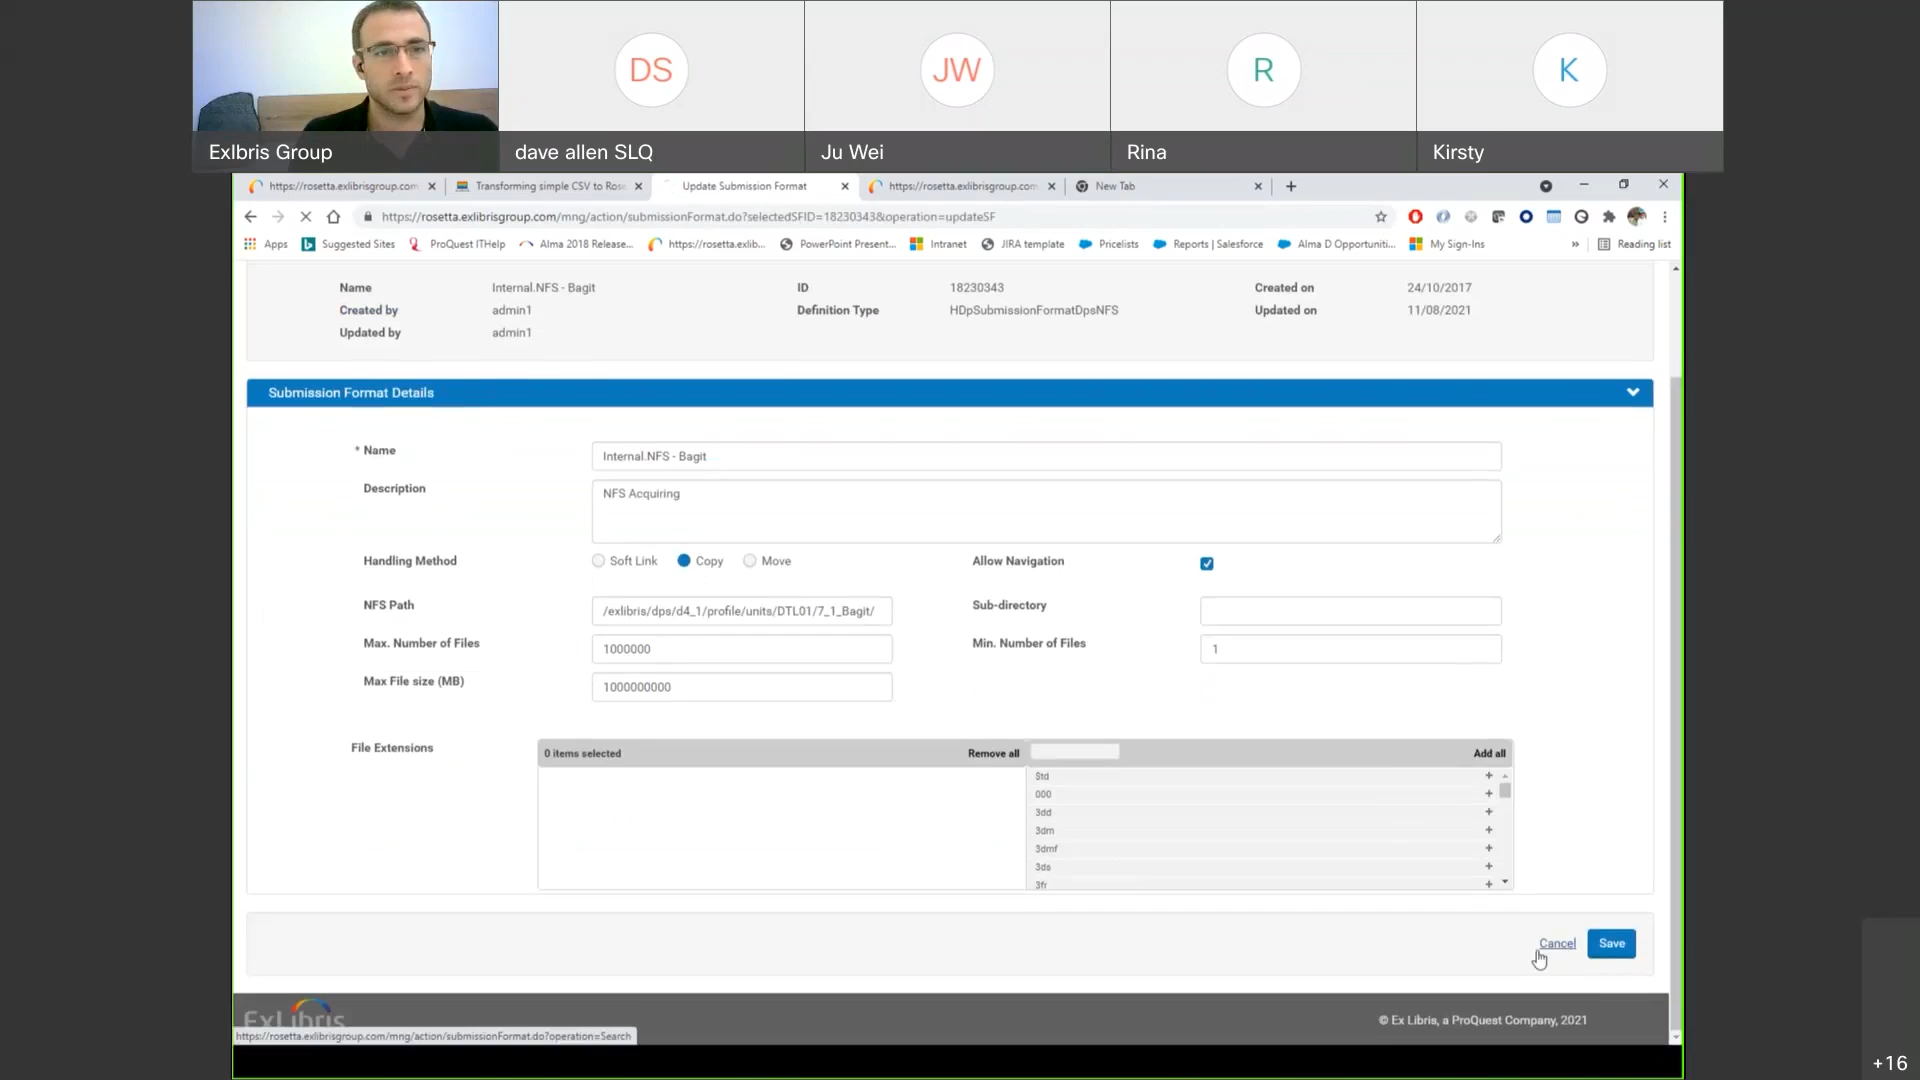 DS
JW
R
K
ExIbris Group
dave allen SLQ
Ju Wei
Rina
Kirsty
https://rosetta.exlibrisgroup.com
Transforming simple CSV to Rose
Update Submission Format
https://rosetta.exlibrisgroup.com
New Tab
https://rosetta.exlibrisgroup.com/mng/action/submissionFormat.do?selectedSFID=18230343&operation=updateSF
Apps
Suggested Sites
ProQuest ITHelp
Alma 2018 Release...
https://rosetta.exlib...
PowerPoint Present...
Intranet
JIRA template
Pricelists
Reports | Salesforce
Alma D Opportuniti...
My Sign-Ins
»
Reading list
Name Internal.NFS - Bagit ID 18230343 Created on 24/10/2017
Created by admin1 Definition Type HDpSubmissionFormatDpsNFS Updated on 11/08/2021
Updated by admin1
Submission Format Details
* Name Internal.NFS - Bagit
Description NFS Acquiring
Handling Method Soft Link Copy Move Allow Navigation
NFS Path /exlibris/dps/d4_1/profile/units/DTL01/7_1_Bagit/ Sub-directory
Max. Number of Files 1000000 Min. Number of Files 1
Max File size (MB) 1000000000
File Extensions 0 items selected Remove all Add all
$td +
000 +
3dd +
3dm +
3dmf +
3ds +
3fr +
Cancel Save
ExLibris
© Ex Libris, a ProQuest Company, 2021
https://rosetta.exlibrisgroup.com/mng/action/submissionFormat.do?operation=Search
+16